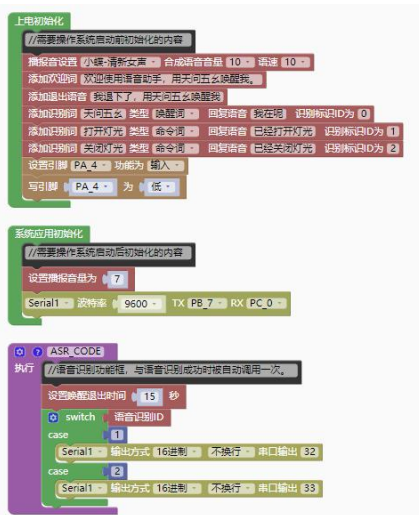 上电初始化
//需要操作系统启动前初始化的内容
播报音设置 小蝶-清新女声 合成语音音量 10 语速 10
添加欢迎词 欢迎使用语音助手，用天问五幺唤醒我。
添加退出语音 我退下了，用天问五幺唤醒我
添加识别词 天问五幺 类型 唤醒词 回复语音 我在呢 识别标识ID为 0
添加识别词 打开灯光 类型 命令词 回复语音 已经打开灯光 识别标识ID为 1
添加识别词 关闭灯光 类型 命令词 回复语音 已经关闭灯光 识别标识ID为 2
设置引脚 PA_4 功能为 输入
写引脚 PA_4 为 低
系统应用初始化
//需要操作系统启动后初始化的内容
设置播报音量为 7
Serial1 波特率 9600 TX PB_7 RX PC_0
ASR_CODE
执行 //语音识别功能框，与语音识别成功时被自动调用一次。
设置唤醒退出时间 15 秒
switch 语音识别ID
case 1
Serial1 输出方式 16进制 不换行 串口输出 32
case 2
Serial1 输出方式 16进制 不换行 串口输出 33